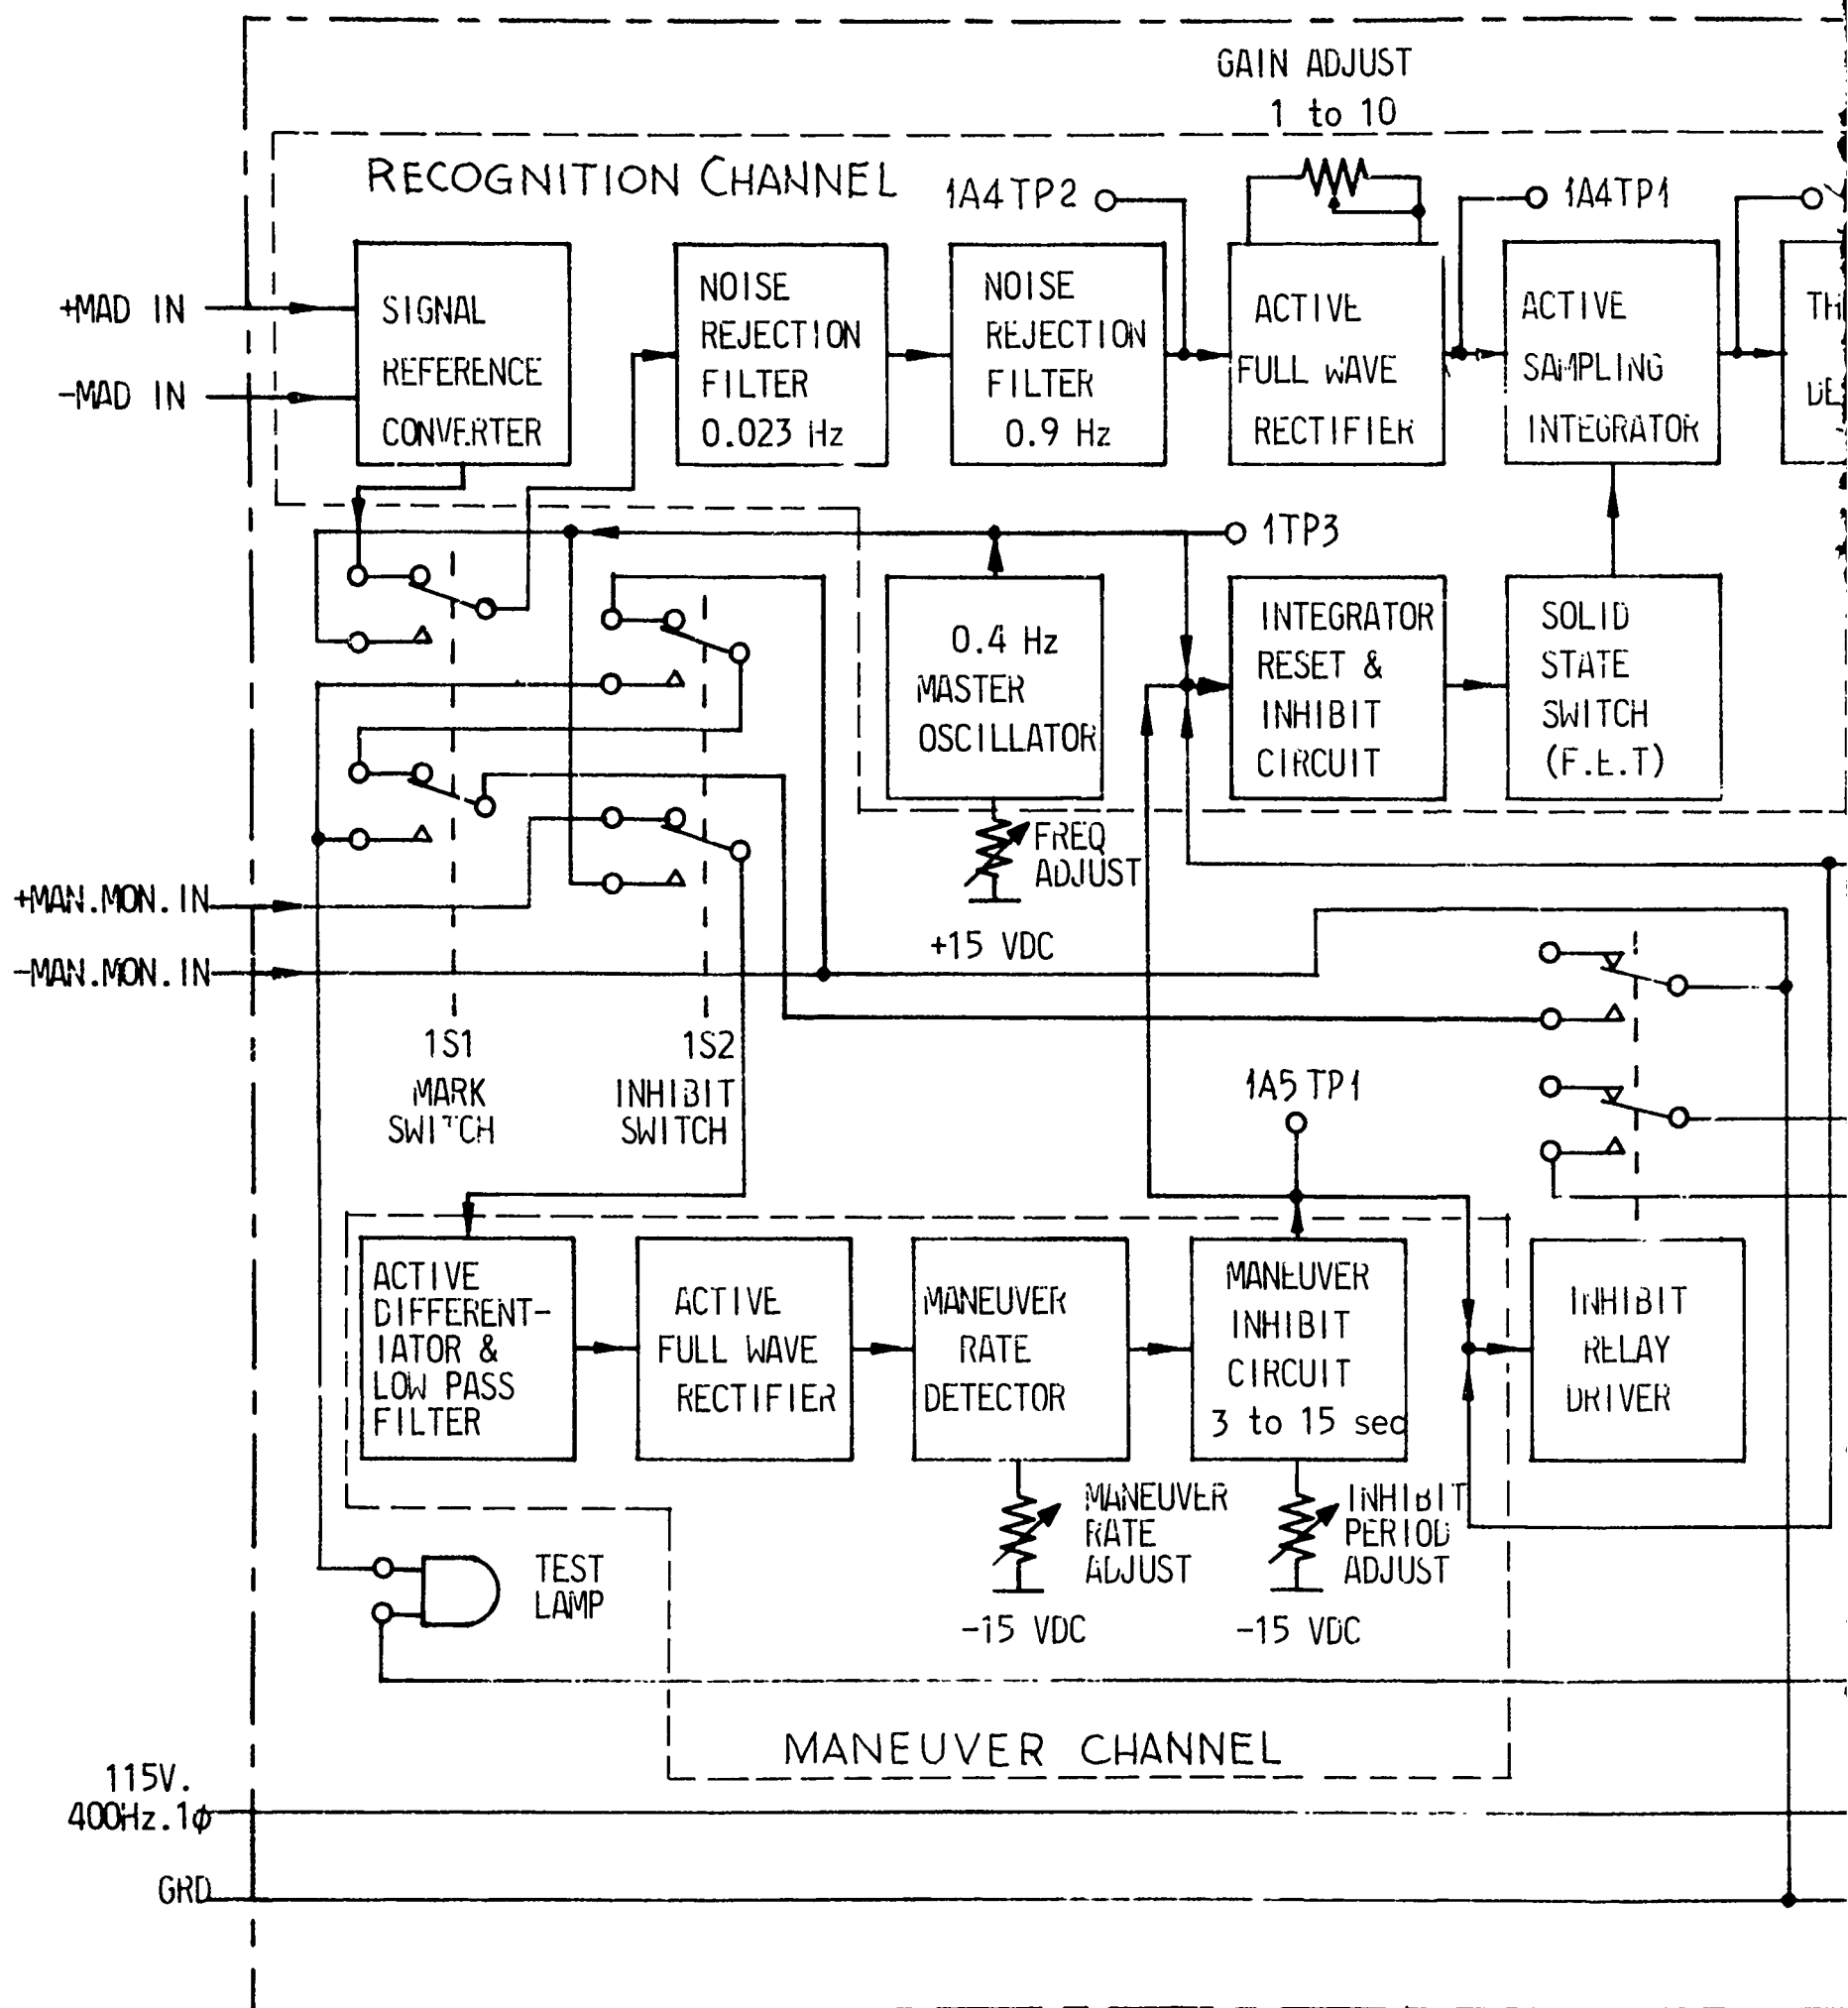 GAIN ADJUST
1 to 10
RECOGNITION CHANNEL
1A4TP2
1A4TP1
+MAD IN
-MAD IN
SIGNAL
REFERENCE
CONVERTER
NOISE
REJECTION
FILTER
0.023 Hz
NOISE
REJECTION
FILTER
0.9 Hz
ACTIVE
FULL WAVE
RECTIFIER
ACTIVE
SAMPLING
INTEGRATOR
TH
DE
1TP3
0.4 Hz
MASTER
OSCILLATOR
INTEGRATOR
RESET &
INHIBIT
CIRCUIT
SOLID
STATE
SWITCH
(F.E.T)
FREQ
ADJUST
+15 VDC
+MAN.MON.IN
-MAN.MON.IN
1S1
MARK
SWITCH
1S2
INHIBIT
SWITCH
1A5TP1
ACTIVE
DIFFERENT-
IATOR &
LOW PASS
FILTER
ACTIVE
FULL WAVE
RECTIFIER
MANEUVER
RATE
DETECTOR
MANEUVER
INHIBIT
CIRCUIT
3 to 15 sec
INHIBIT
RELAY
DRIVER
MANEUVER
RATE
ADJUST
-15 VDC
INHIBIT
PERIOD
ADJUST
-15 VDC
TEST
LAMP
MANEUVER CHANNEL
115V.
400Hz.1ø
GRD